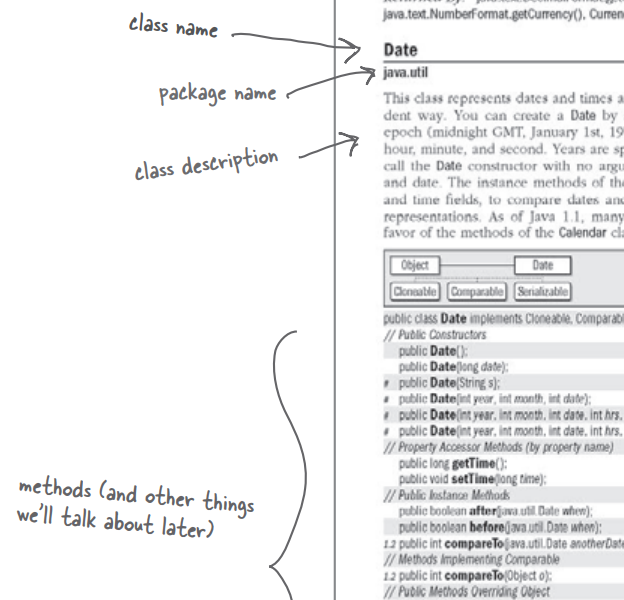 java.text.NumberFormat.getCurrency(), Curren
class name
Date
package name
java.util
This class represents dates and times a
dent way. You can create a Date by
epoch (midnight GMT, January 1st, 19
class description
hour, minute, and second. Years are sp
call the Date constructor with no argu
and date. The instance methods of the
and time fields, to compare dates and
representations. As of Java 1.1, many
favor of the methods of the Calendar cla
Object Date
Cloneable Comparable Serializable
public class Date implements Cloneable, Comparabl
// Public Constructors
public Date();
public Date(long date);
# public Date(String s);
# public Date(int year, int month, int date);
# public Date(int year, int month, int date, int hrs,
# public Date(int year, int month, int date, int hrs,
// Property Accessor Methods (by property name)
public long getTime();
public void setTime(long time);
methods (and other things
we'll talk about later)
// Public Instance Methods
public boolean after(java.util.Date when);
public boolean before(java.util.Date when);
1.2 public int compareTo(java.util.Date anotherDate
// Methods Implementing Comparable
1.2 public int compareTo(Object o);
// Public Methods Overriding Object